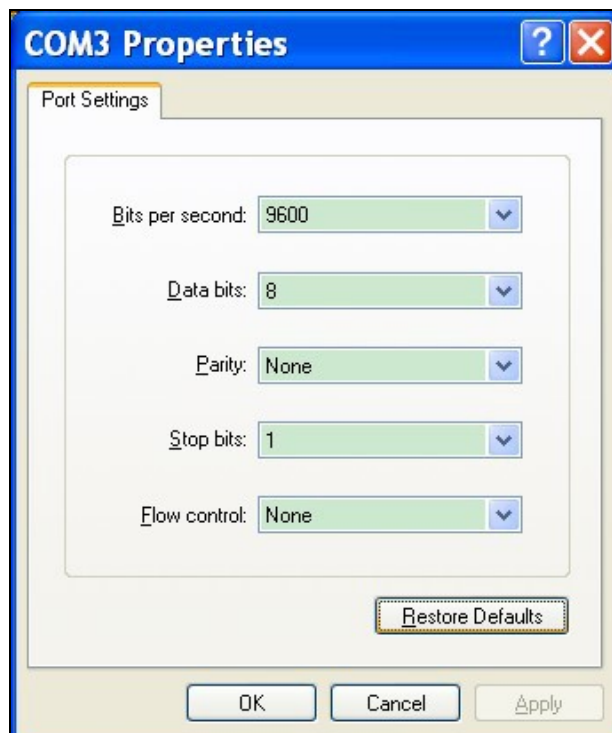 COM3 Properties
Port Settings
Bits per second: 9600
Data bits: 8
Parity: None
Stop bits: 1
Flow control: None
Restore Defaults
OK Cancel Apply